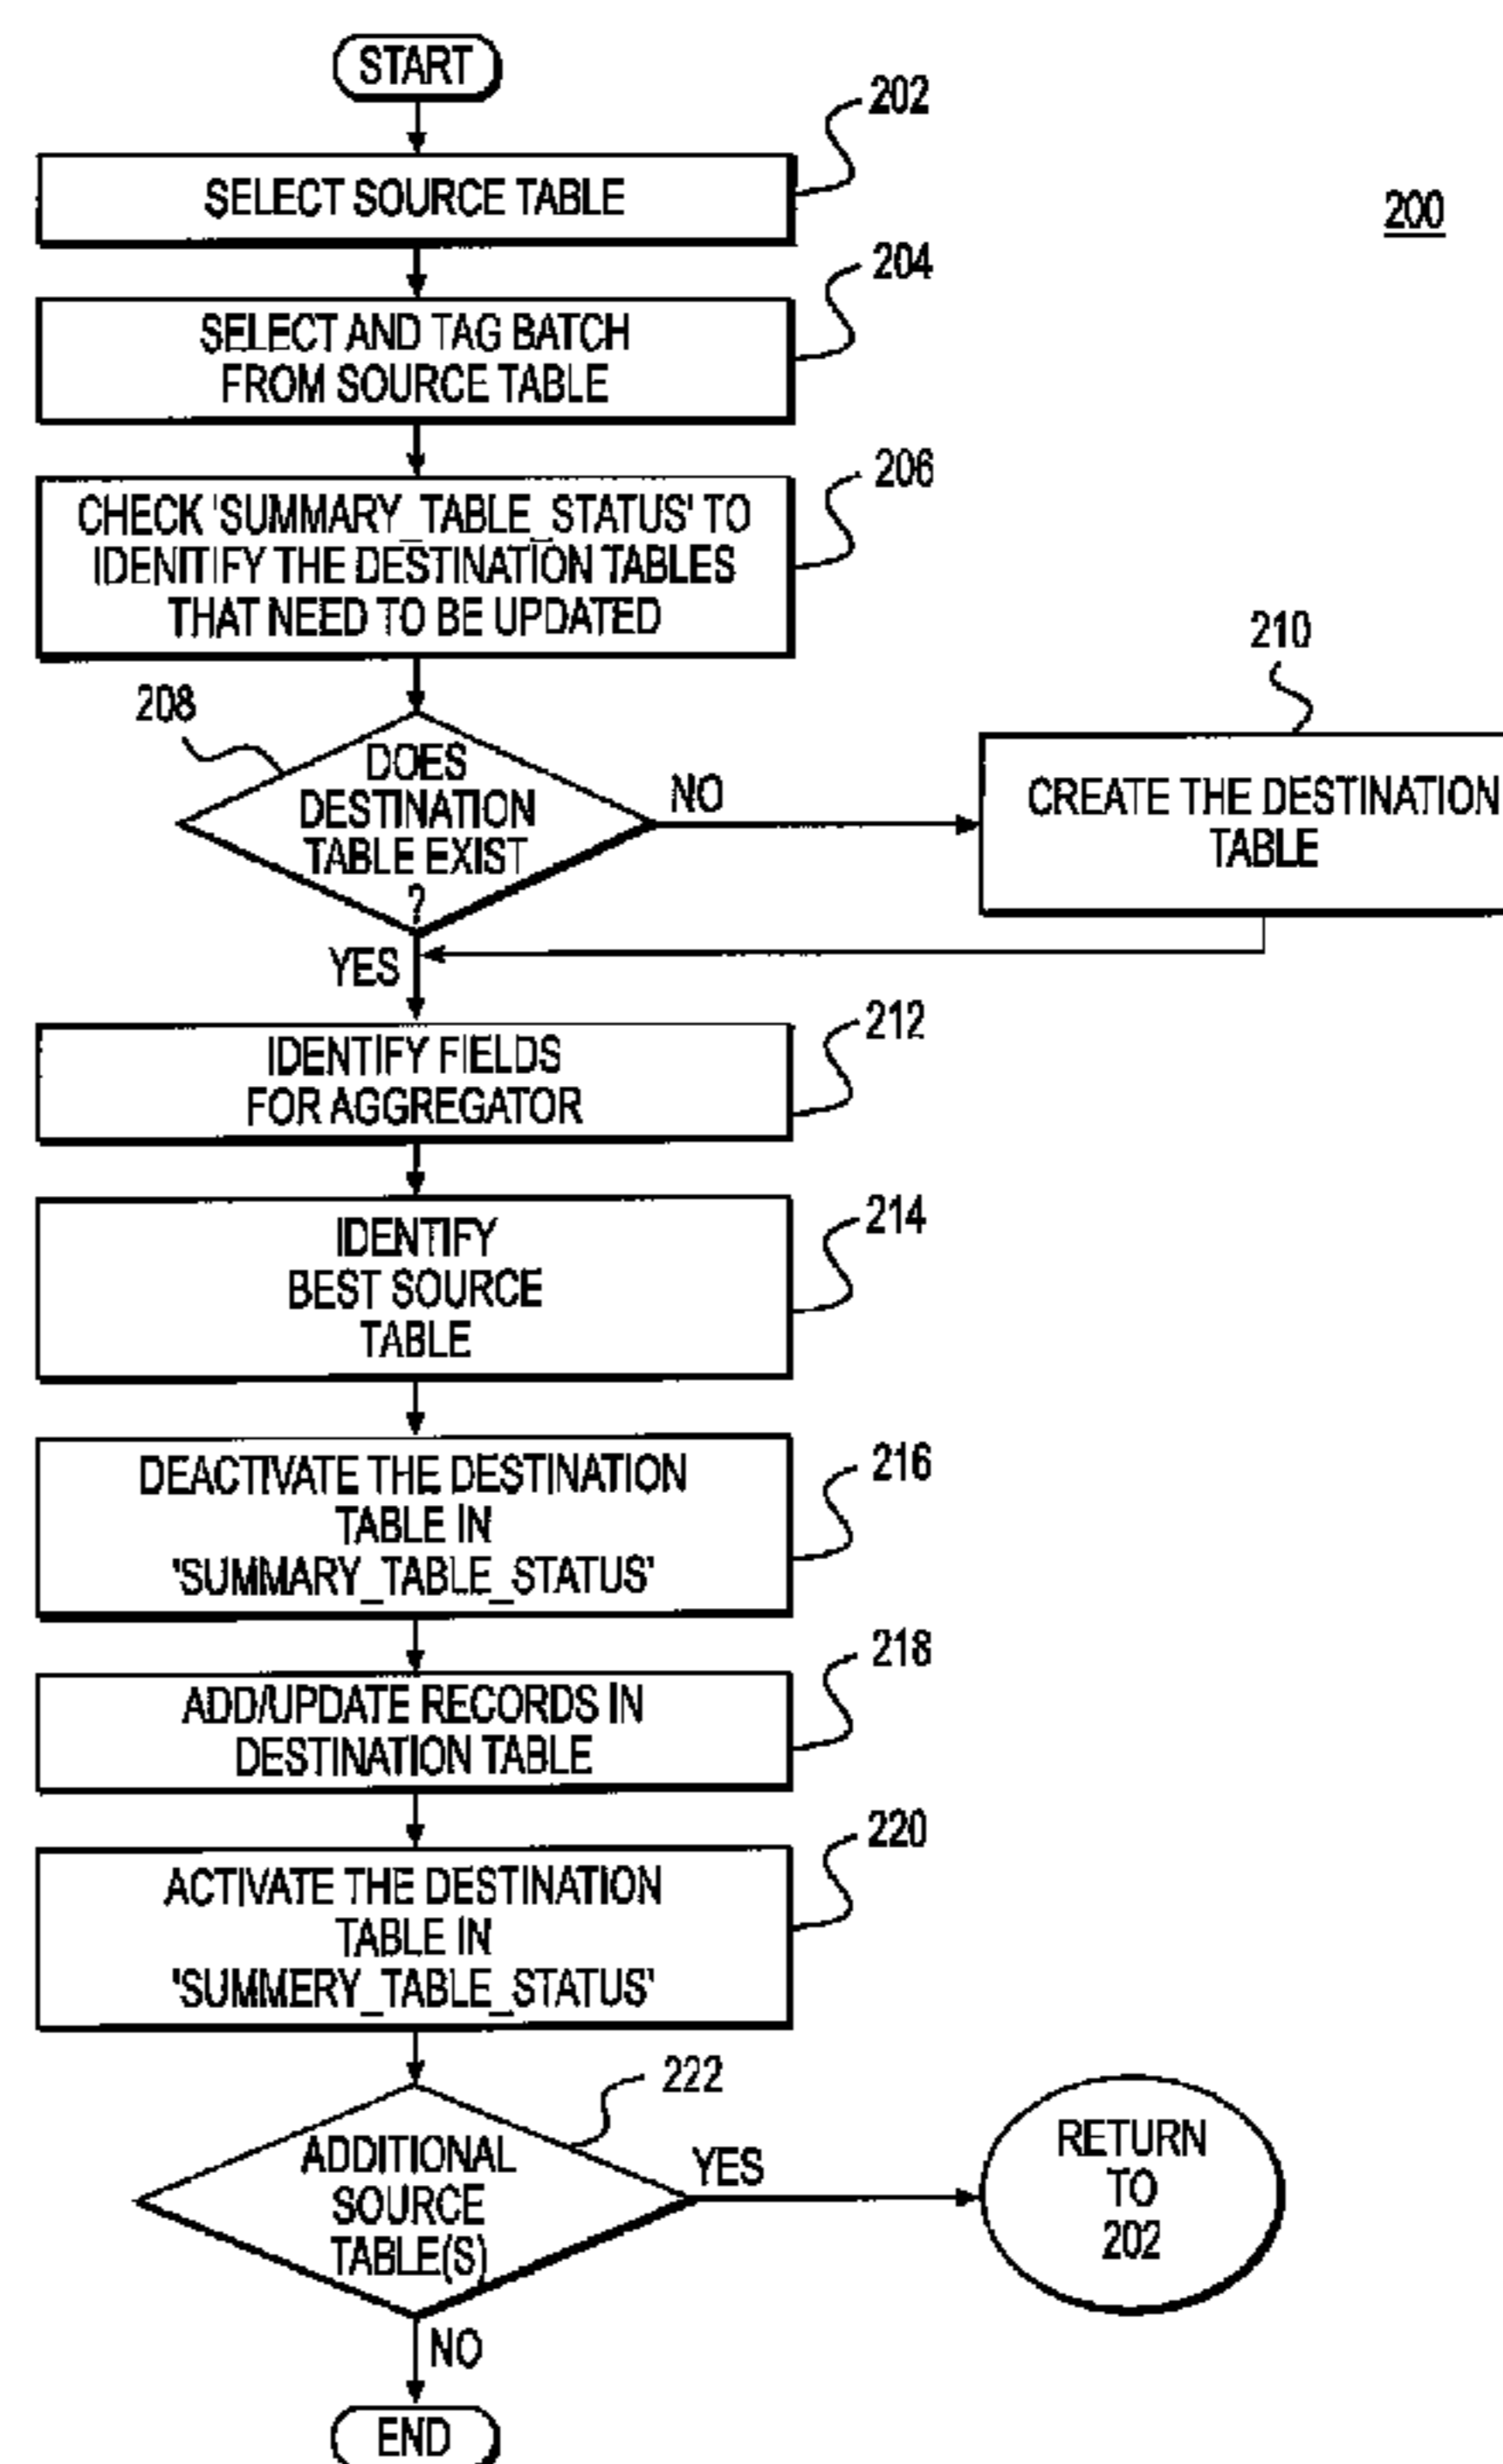 START
202
SELECT SOURCE TABLE
200
204
SELECT AND TAG BATCH
FROM SOURCE TABLE
206
CHECK 'SUMMARY_TABLE_STATUS' TO
IDENITIFY THE DESTINATION TABLES
THAT NEED TO BE UPDATED
210
208
DOES
DESTINATION
TABLE EXIST
?
NO
CREATE THE DESTINATION
TABLE
YES
212
IDENTIFY FIELDS
FOR AGGREGATOR
214
IDENTIFY
BEST SOURCE
TABLE
216
DEACTIVATE THE DESTINATION
TABLE IN
'SUMMARY_TABLE_STATUS'
218
ADD/UPDATE RECORDS IN
DESTINATION TABLE
220
ACTIVATE THE DESTINATION
TABLE IN
'SUMMERY_TABLE_STATUS'
222
ADDITIONAL
SOURCE
TABLE(S)
YES
RETURN
TO
202
NO
END